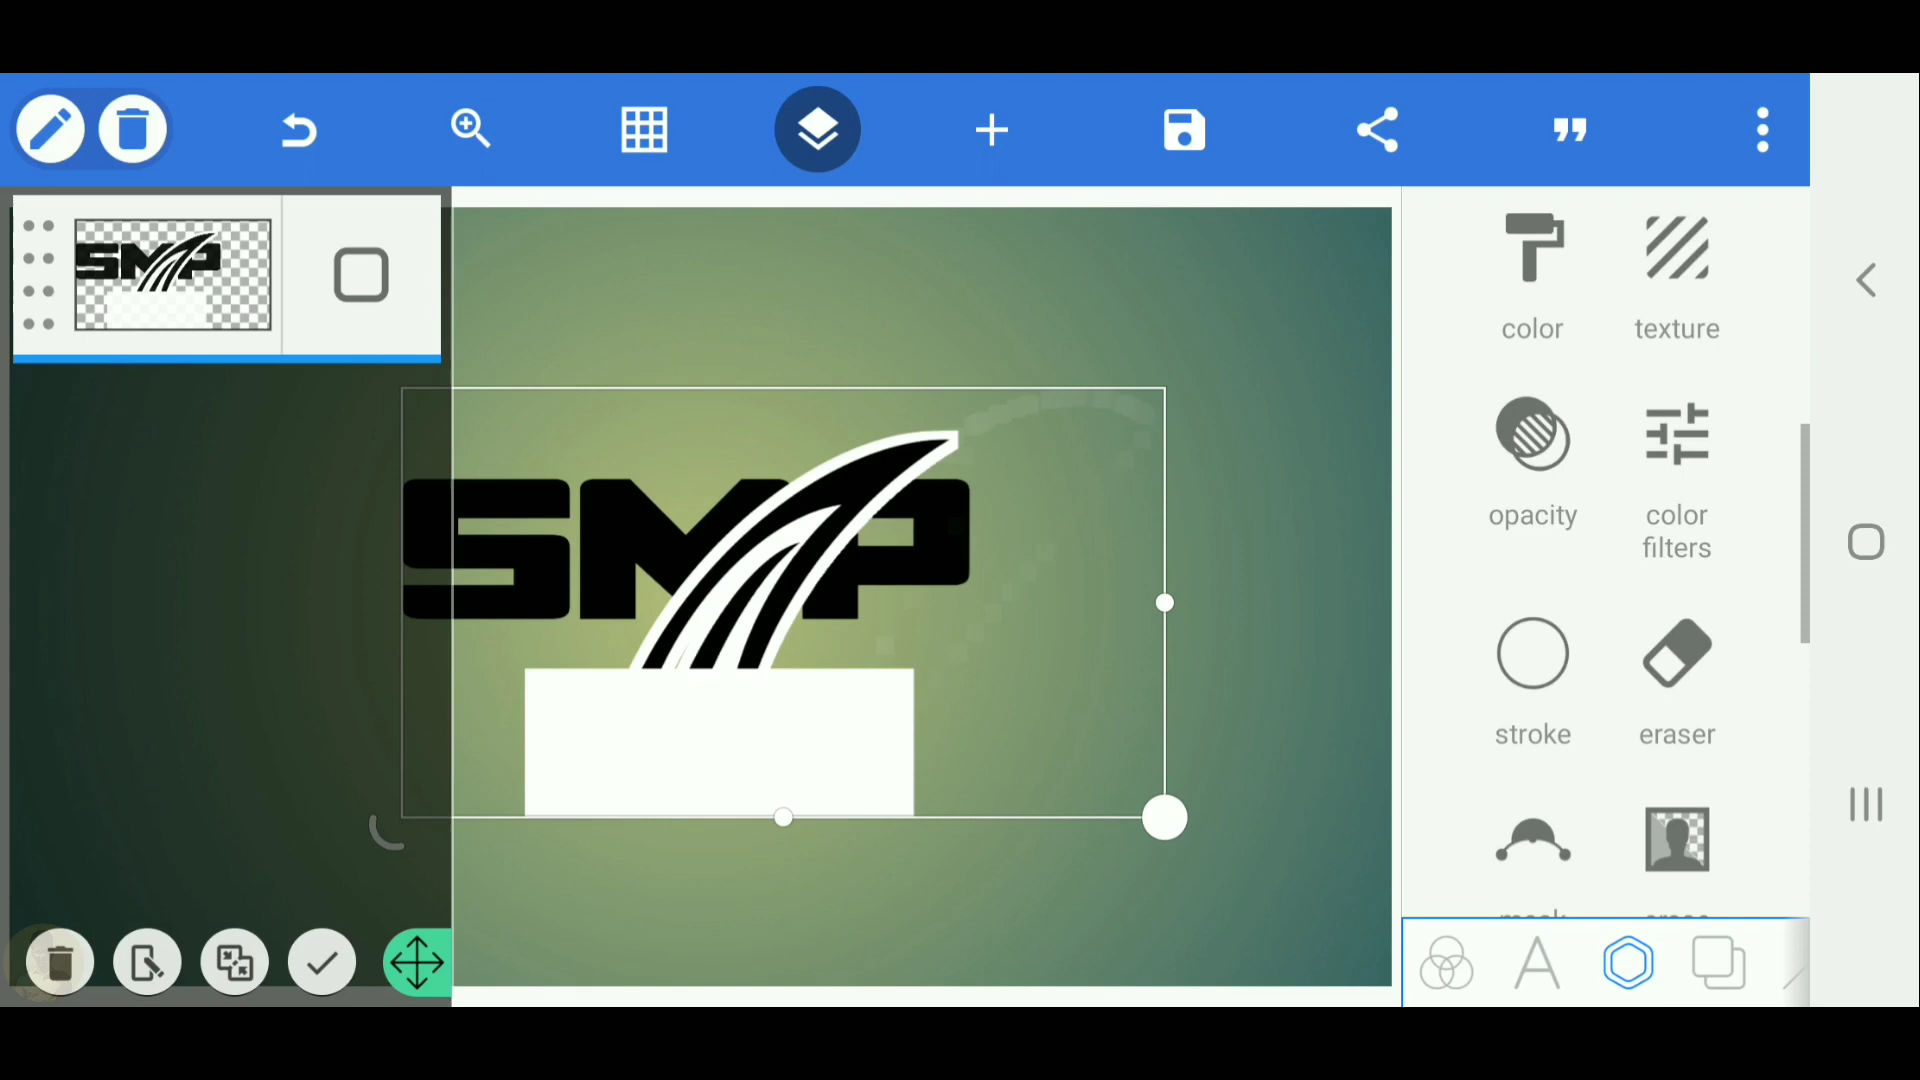 SMP
SMP
color texture
opacity color
filters
stroke eraser